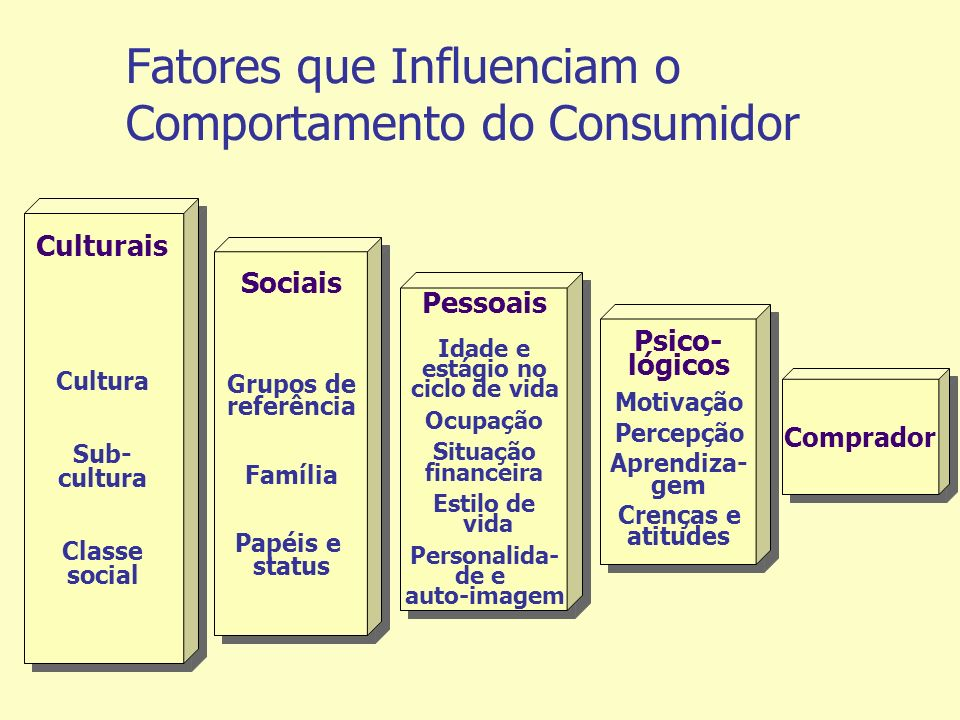 Fatores que Influenciam o
Comportamento do Consumidor
Culturais
Cultura
Sub-
cultura
Classe
social
Sociais
Grupos de
referência
Família
Papéis e
status
Pessoais
Idade e
estágio no
ciclo de vida
Ocupação
Situação
financeira
Estilo de
vida
Personalida-
de e
auto-imagem
Psico-
lógicos
Motivação
Percepção
Aprendiza-
gem
Crenças e
atitudes
Comprador